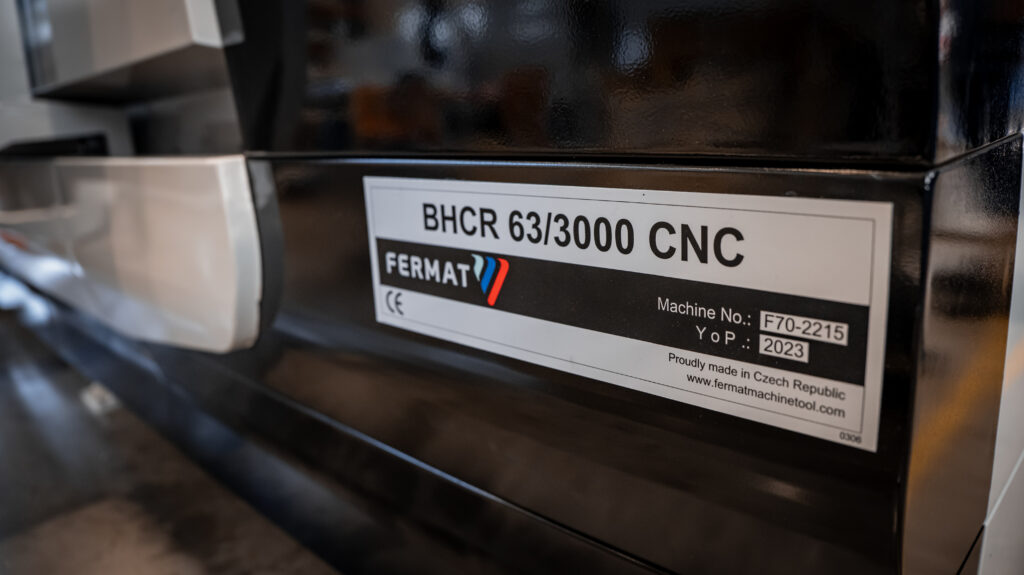 BHCR 63/3000 CNC
FERMAT
CE
Machine No.: F70-2215
Y o P .: 2023
Proudly made in Czech Republic
www.fermatmachinetool.com
0306